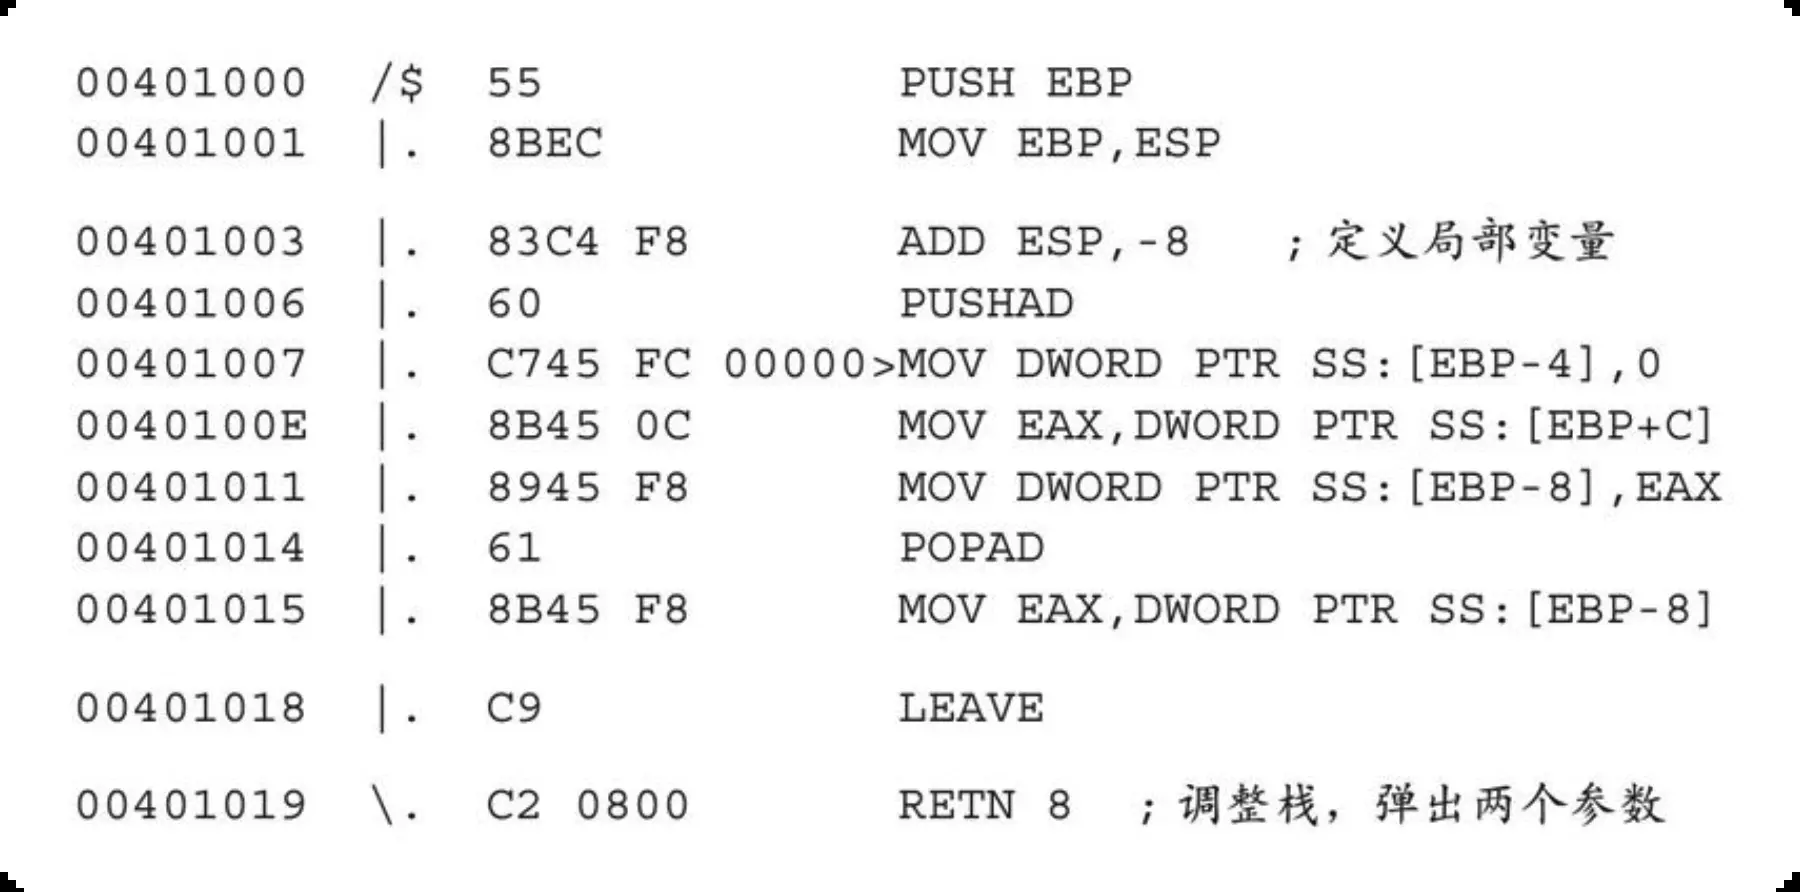 00401000 /$ 55 PUSH EBP
00401001 |. 8BEC MOV EBP,ESP
00401003 |. 83C4 F8 ADD ESP,-8 ;定义局部变量
00401006 |. 60 PUSHAD
00401007 |. C745 FC 00000>MOV DWORD PTR SS:[EBP-4],0
0040100E |. 8B45 0C MOV EAX,DWORD PTR SS:[EBP+C]
00401011 |. 8945 F8 MOV DWORD PTR SS:[EBP-8],EAX
00401014 |. 61 POPAD
00401015 |. 8B45 F8 MOV EAX,DWORD PTR SS:[EBP-8]
00401018 |. C9 LEAVE
00401019 \. C2 0800 RETN 8 ;调整栈，弹出两个参数